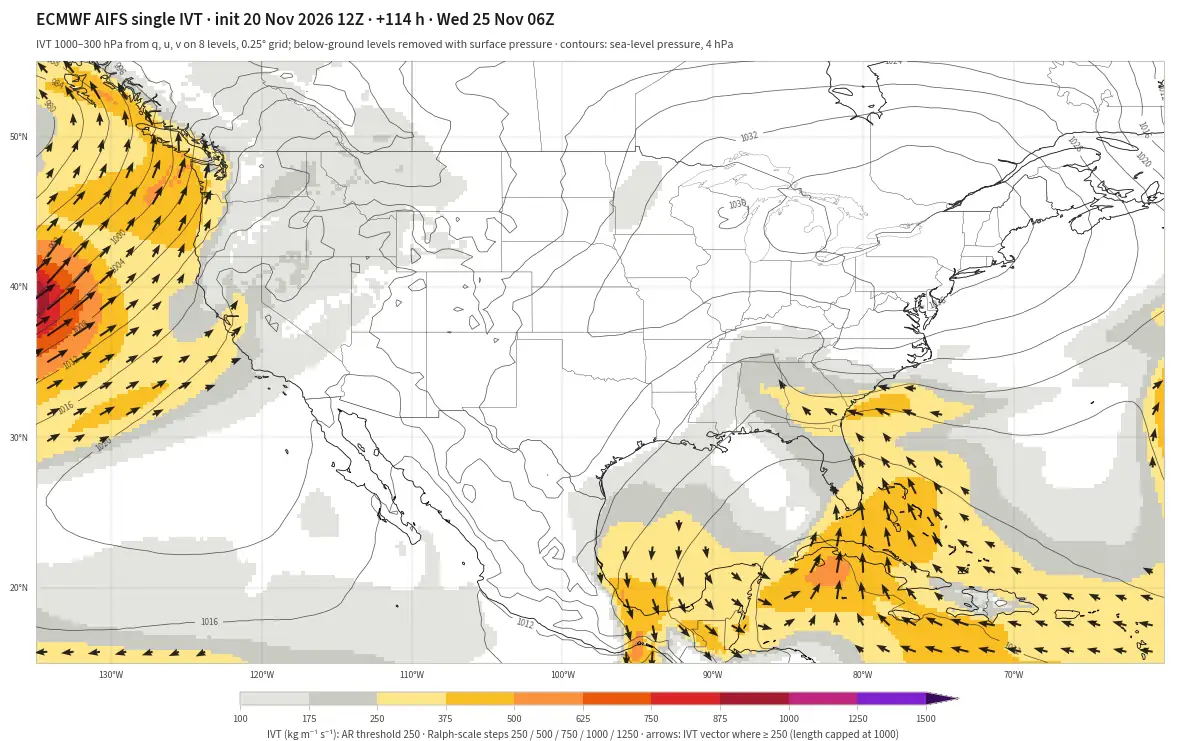 ECMWF AIFS single IVT · init 20 Nov 2026 12Z · +114 h · Wed 25 Nov 06Z
IVT 1000–300 hPa from q, u, v on 8 levels, 0.25° grid; below-ground levels removed with surface pressure · contours: sea-level pressure, 4 hPa
1024
996
980
50°N
1032
1016
1028
1020
1036
1000
1004
40°N
1016
30°N
1020
20°N
1016
1012
130°W 120°W 110°W 100°W 90°W 80°W 70°W
100 175 250 375 500 625 750 875 1000 1250 1500
IVT (kg m⁻¹ s⁻¹): AR threshold 250 · Ralph-scale steps 250 / 500 / 750 / 1000 / 1250 · arrows: IVT vector where ≥ 250 (length capped at 1000)